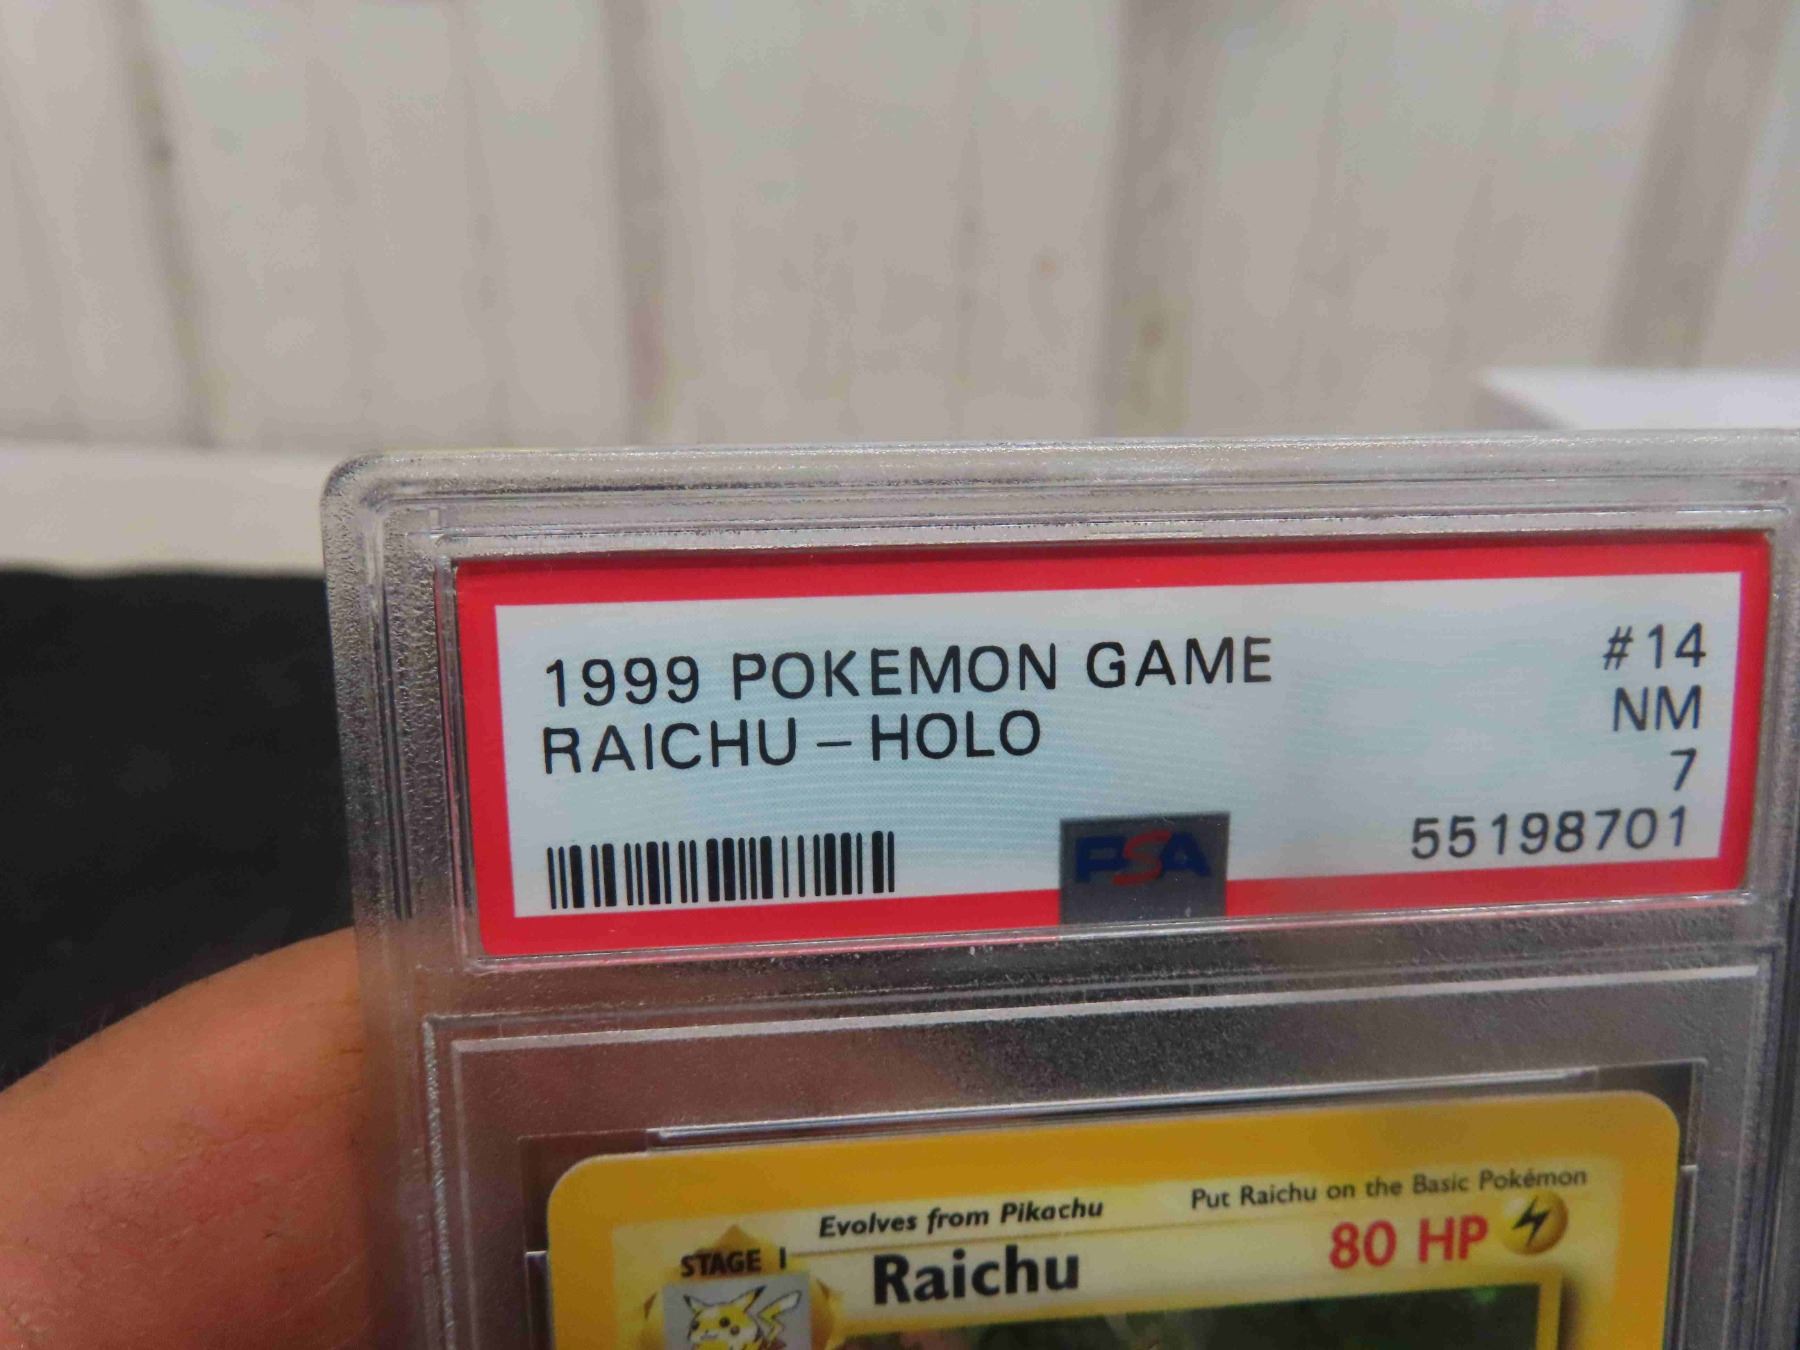 1999 POKEMON GAME
#14
RAICHU – HOLO
NM
7
PSA
55198701
Evolves from Pikachu
Put Raichu on the Basic Pokémon
STAGE 1
Raichu
80 HP